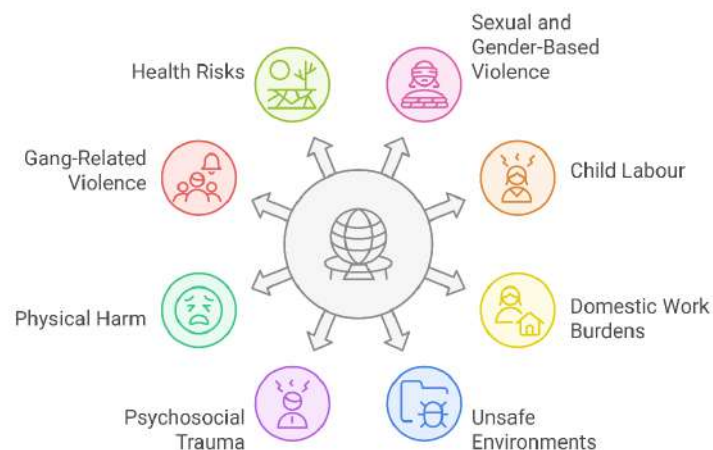 Sexual and
Gender-Based
Violence
Health Risks
Gang-Related
Violence
Child Labour
Physical Harm
Domestic Work
Burdens
Psychosocial
Trauma
Unsafe
Environments